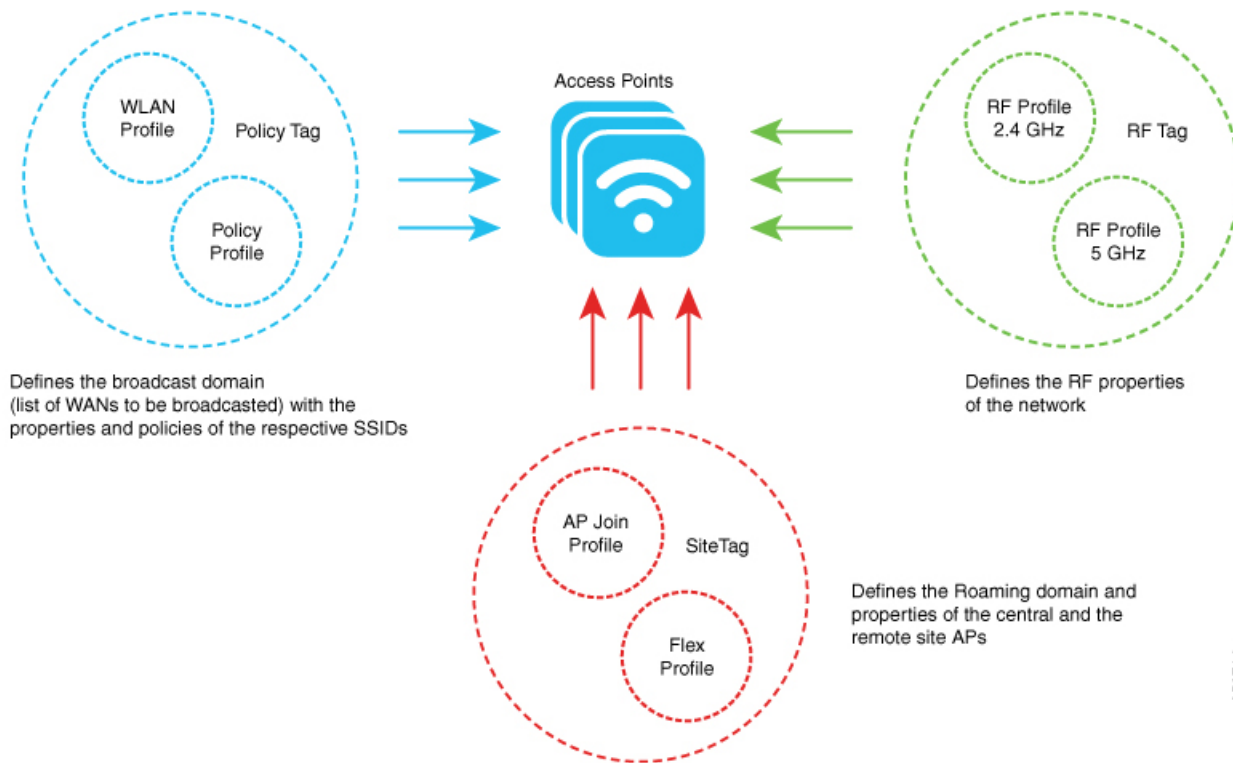 Access Points
WLAN
Profile
Policy Tag
Policy
Profile
RF Profile
2.4 GHz
RF Tag
RF Profile
5 GHz
Defines the broadcast domain
(list of WANs to be broadcasted) with the
properties and policies of the respective SSIDs
Defines the RF properties
of the network
AP Join
Profile
SiteTag
Flex
Profile
Defines the Roaming domain and
properties of the central and the
remote site APs